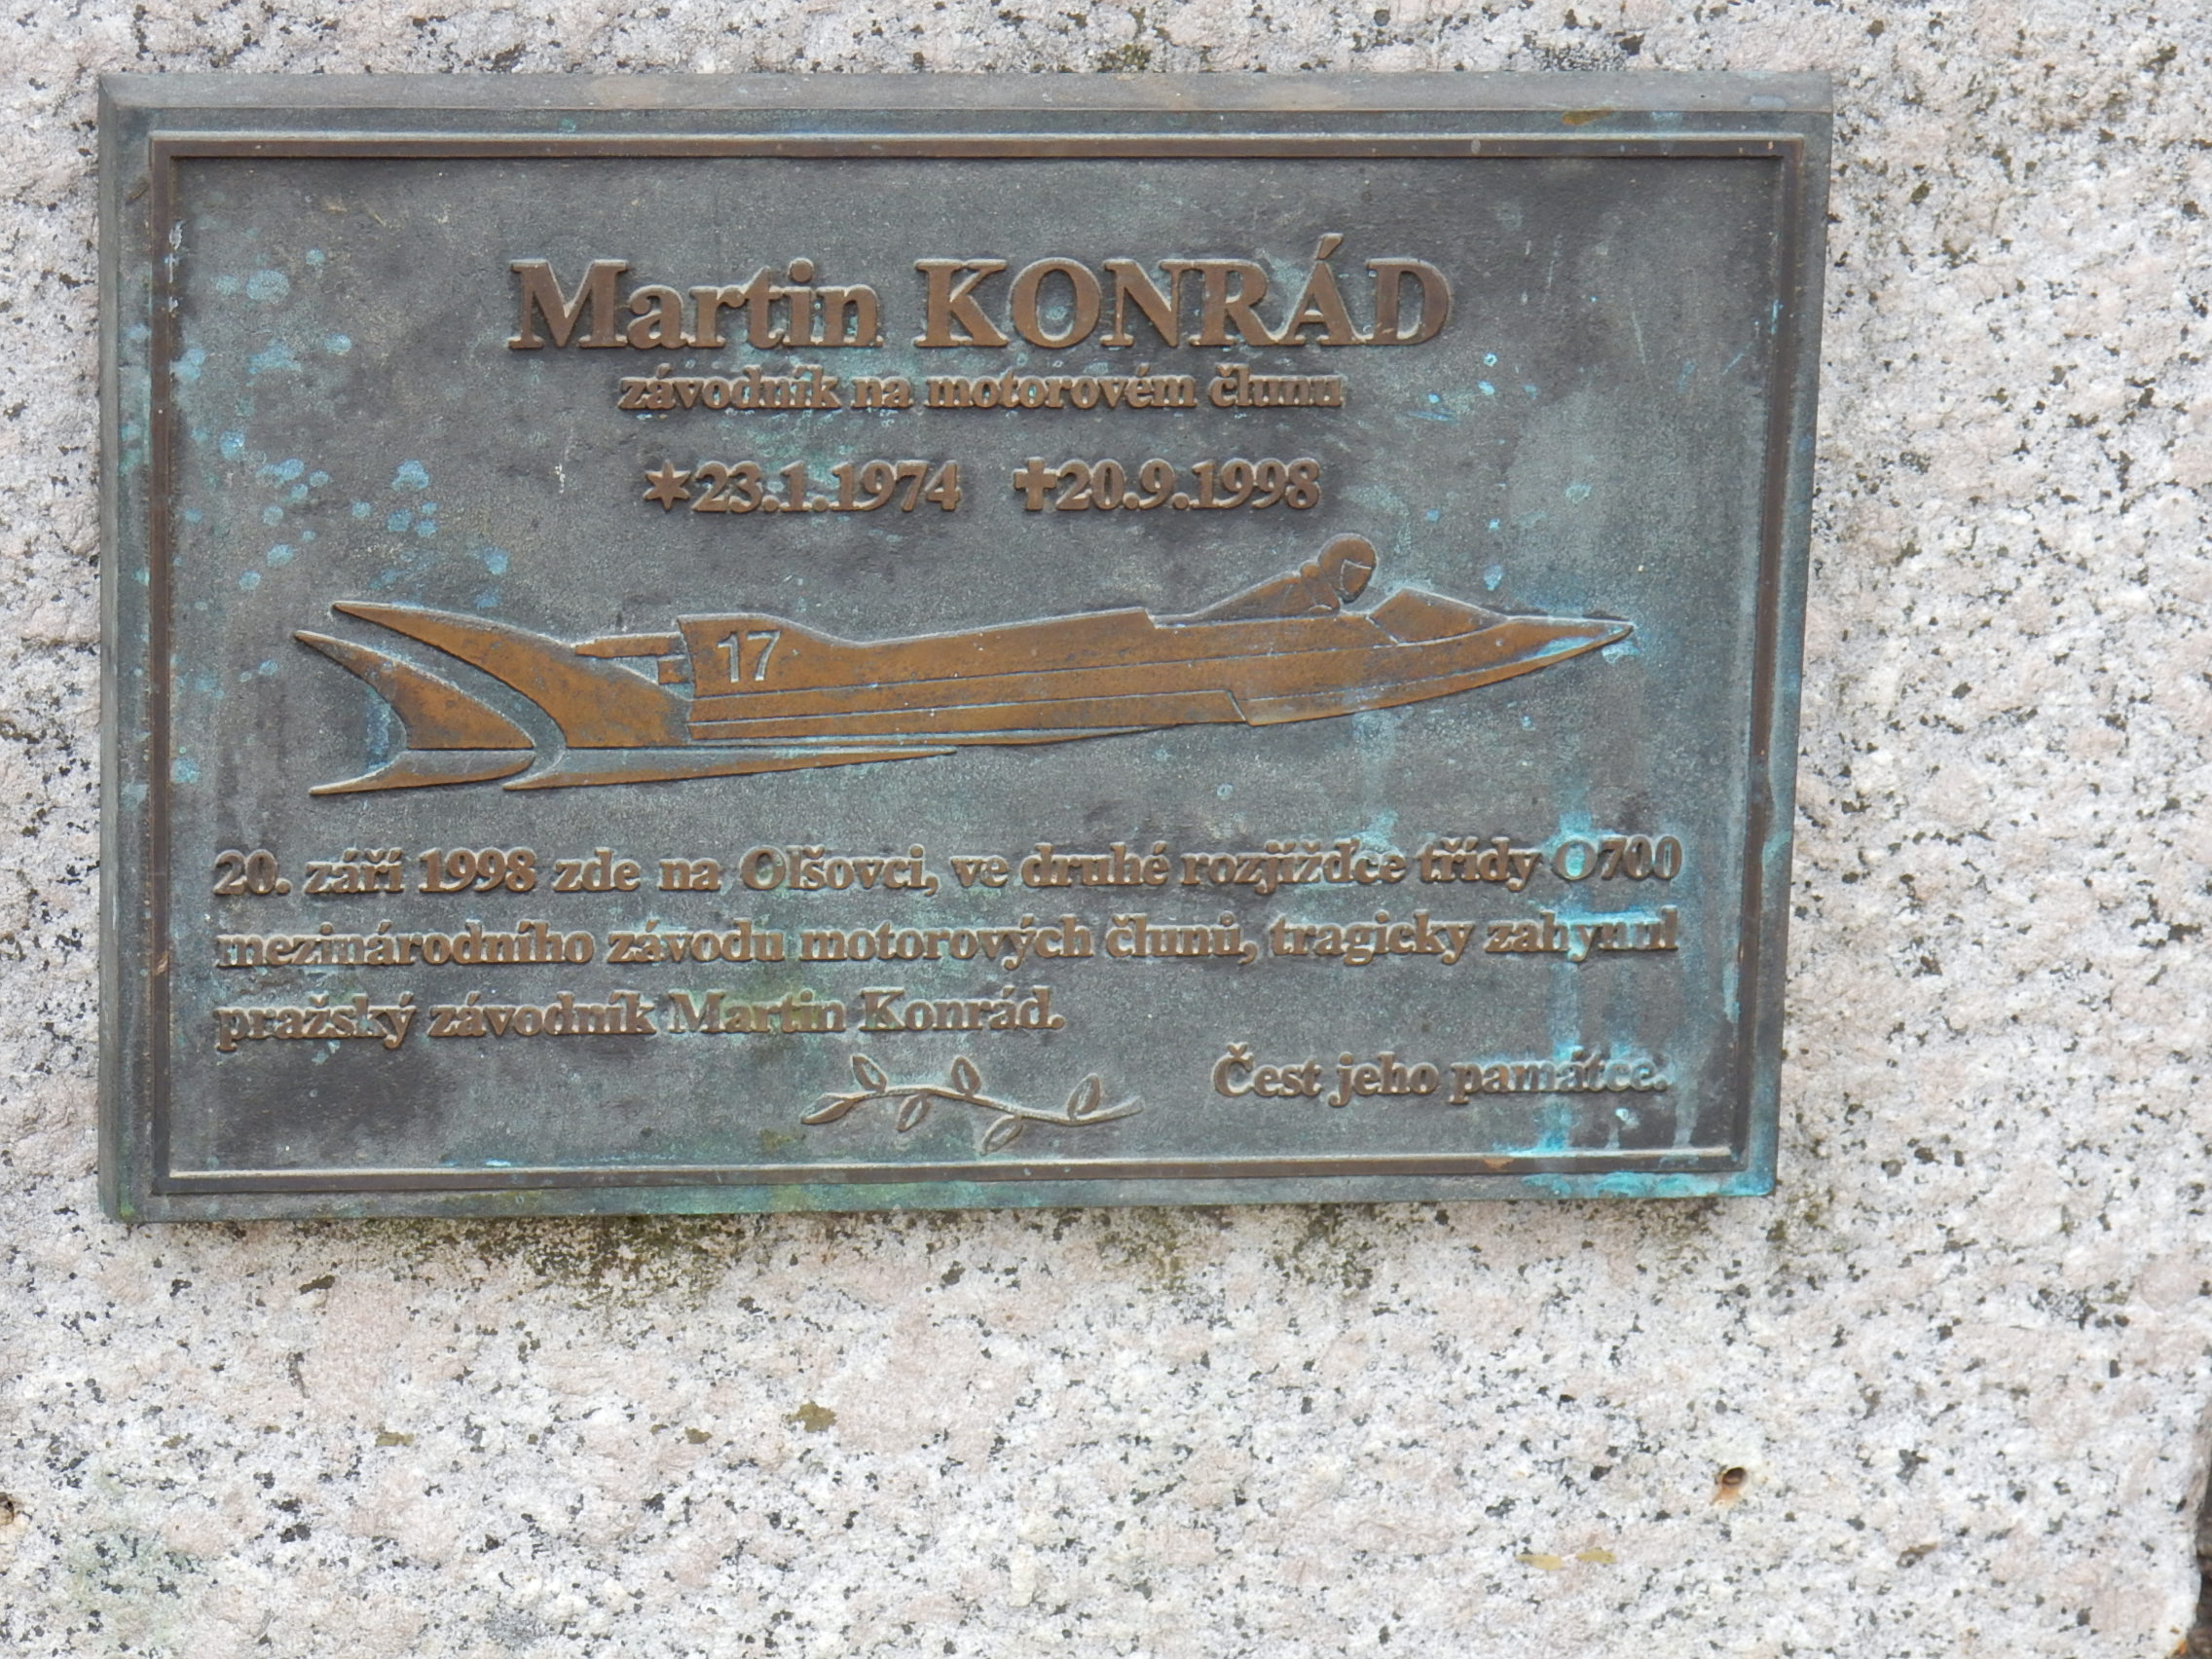 Martin KONRÁD
závodník na motorovém člunu
✶23.1.1974 ✝20.9.1998
17
20. září 1998 zde na Olšovci, ve druhé rozjížďce třídy O700
mezinárodního závodu motorových člunů, tragicky zahynul
pražský závodník Martin Konrád.
Čest jeho památce.